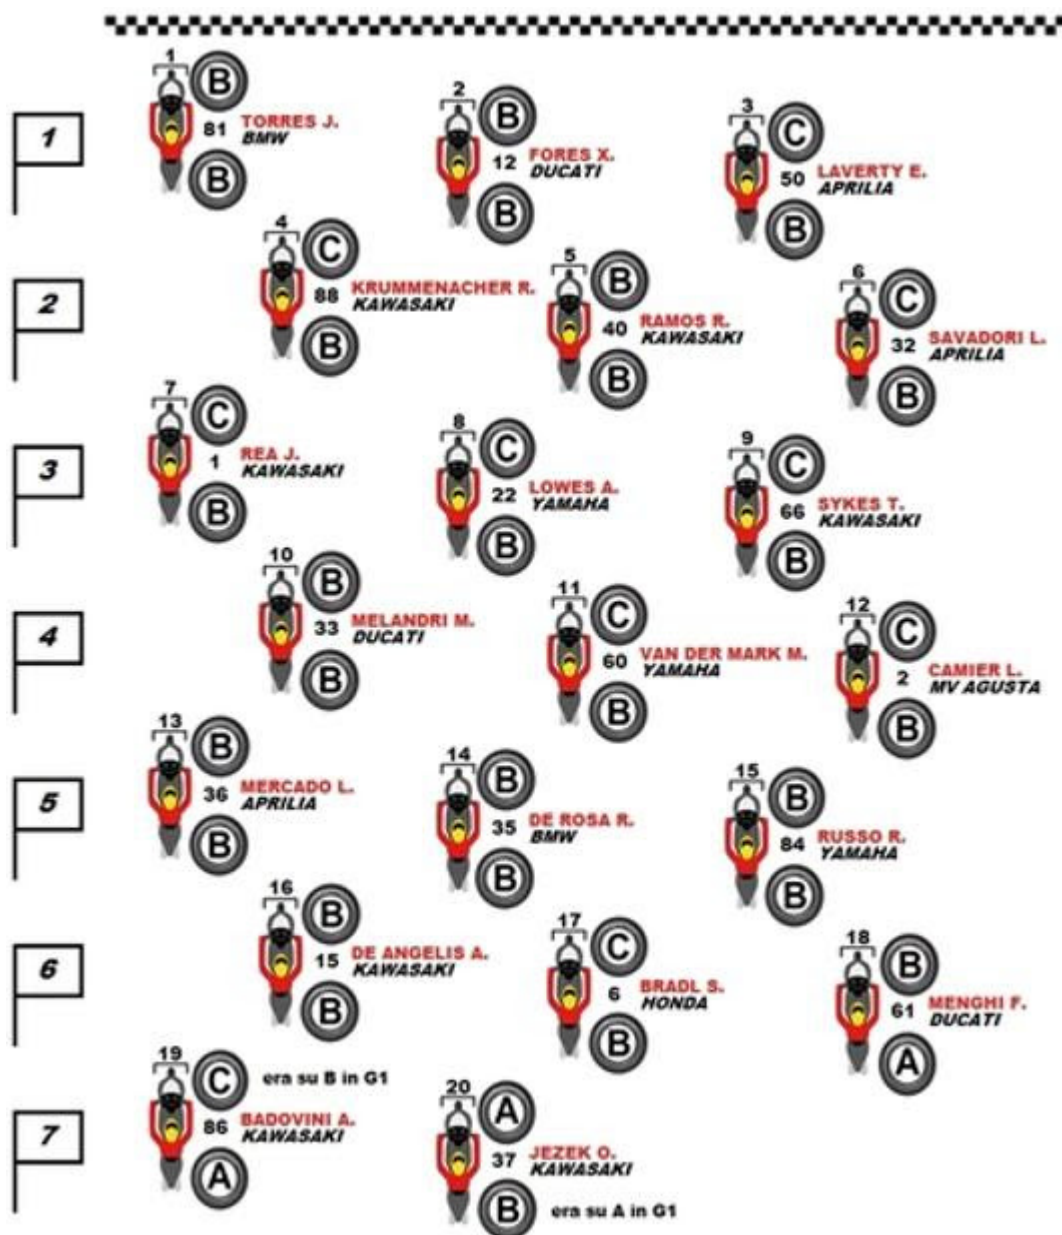 1
1
B
81 TORRES J.
BMW
B
2
B
12 FORES X.
DUCATI
B
3
C
50 LAVERTY E.
APRILIA
B
2
4
C
88 KRUMMENACHER R.
KAWASAKI
B
5
B
40 RAMOS R.
KAWASAKI
B
6
C
32 SAVADORI L.
APRILIA
B
3
7
C
1 REA J.
KAWASAKI
B
8
C
22 LOWES A.
YAMAHA
B
9
C
66 SYKES T.
KAWASAKI
B
4
10
B
33 MELANDRI M.
DUCATI
B
11
C
60 VAN DER MARK M.
YAMAHA
B
12
C
2 CAMIER L.
MV AGUSTA
B
5
13
B
36 MERCADO L.
APRILIA
B
14
B
35 DE ROSA R.
BMW
B
15
B
84 RUSSO R.
YAMAHA
B
6
16
B
15 DE ANGELIS A.
KAWASAKI
B
17
C
6 BRADL S.
HONDA
B
18
B
61 MENGHI F.
DUCATI
A
7
19
C era su B in G1
86 BADOVINI A.
KAWASAKI
A
20
A
37 JEZEK O.
KAWASAKI
B era su A in G1